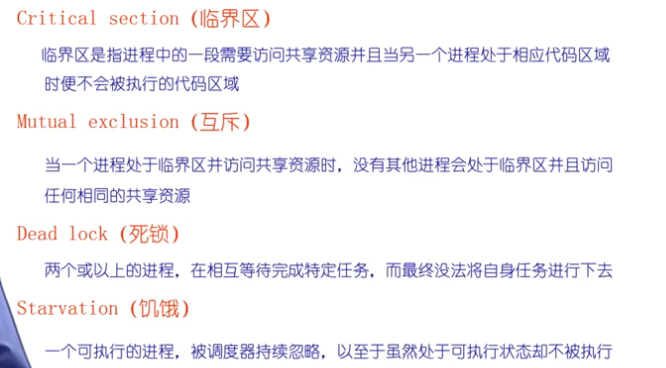 Critical section (临界区)
临界区是指进程中的一段需要访问共享资源并且当另一个进程处于相应代码区域
时便不会被执行的代码区域
Mutual exclusion (互斥)
当一个进程处于临界区并访问共享资源时，没有其他进程会处于临界区并且访问
任何相同的共享资源
Dead lock (死锁)
两个或以上的进程，在相互等待完成特定任务，而最终没法将自身任务进行下去
Starvation (饥饿)
一个可执行的进程，被调度器持续忽略，以至于虽然处于可执行状态却不被执行